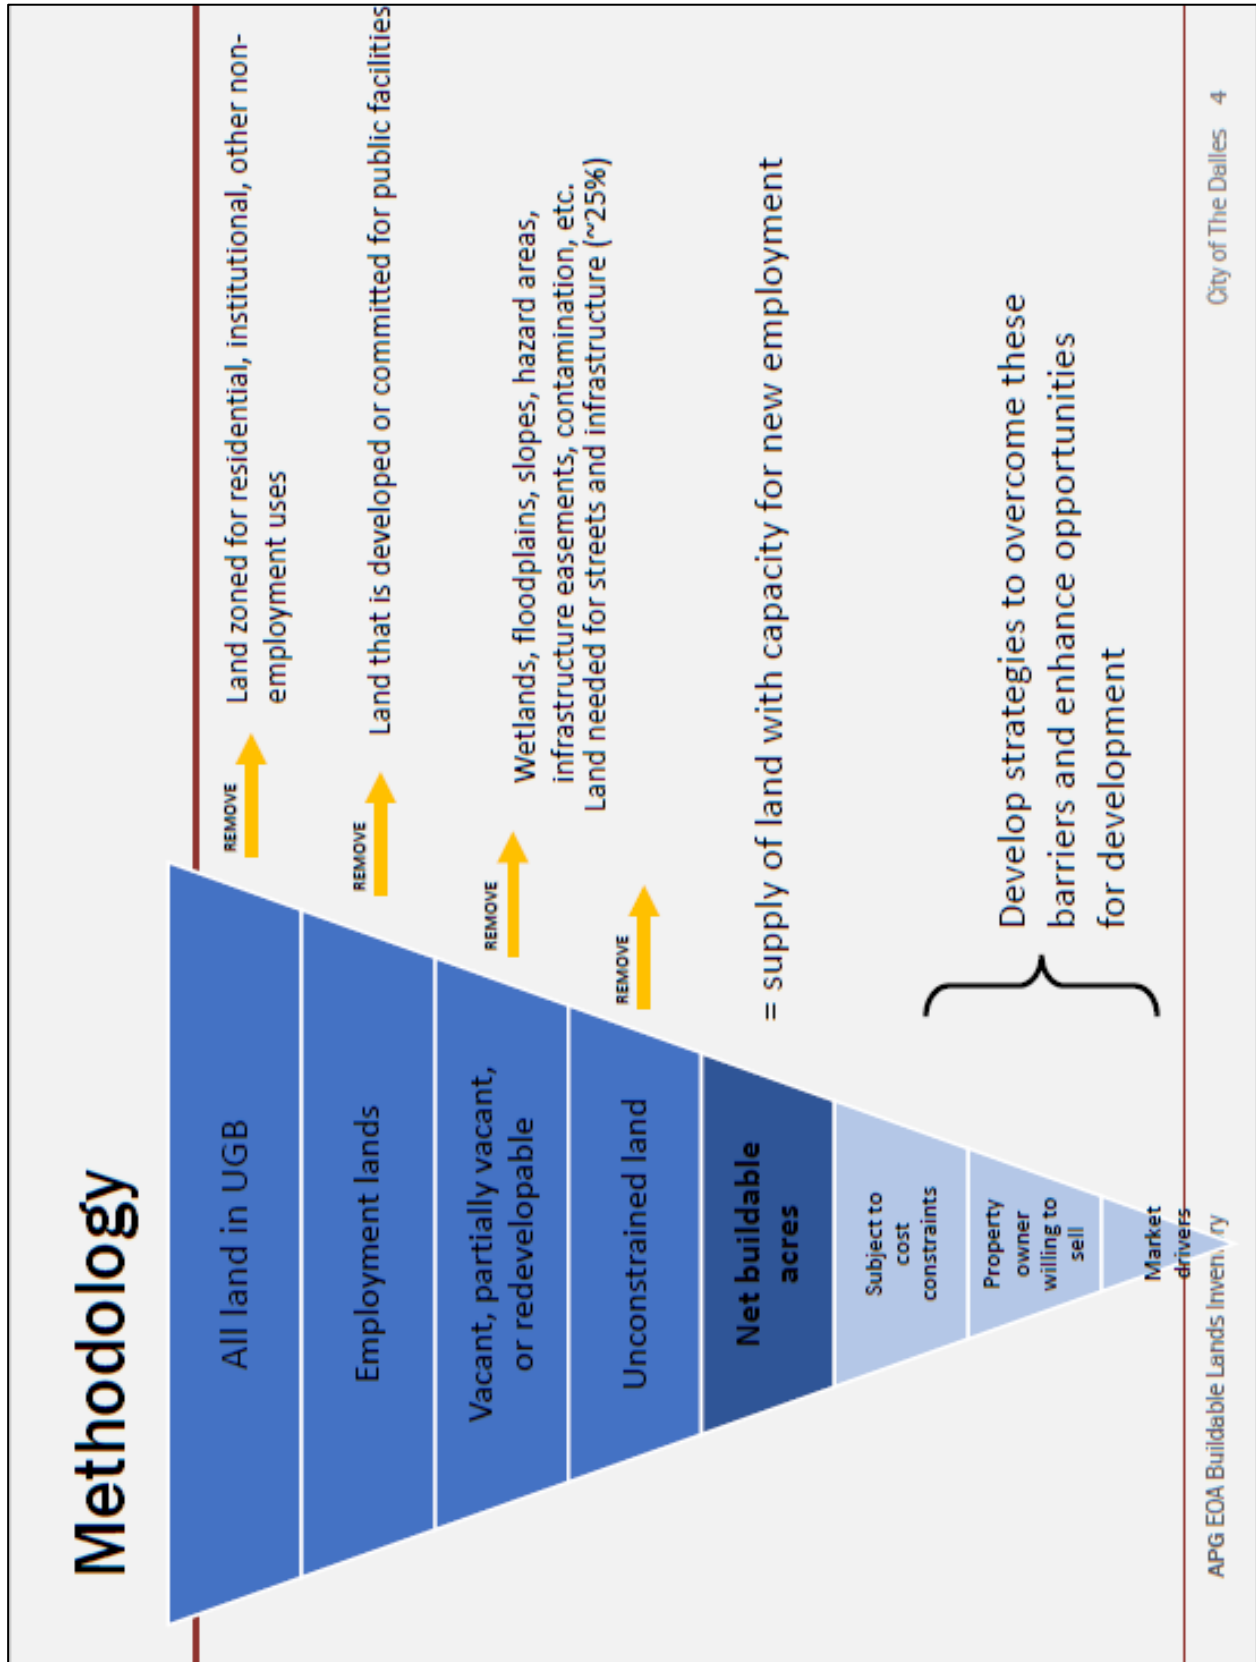 Methodology
All land in UGB
REMOVE
Land zoned for residential, institutional, other non-
employment uses
Employment lands
REMOVE
Land that is developed or committed for public facilities
Vacant, partially vacant,
or redevelopable
REMOVE
Wetlands, floodplains, slopes, hazard areas,
infrastructure easements, contamination, etc.
Unconstrained land
REMOVE
Land needed for streets and infrastructure (~25%)
Net buildable
acres
= supply of land with capacity for new employment
Subject to
cost
constraints
Property
owner
willing to
sell
Market
drivers
Develop strategies to overcome these
barriers and enhance opportunities
for development
APG EOA Buildable Lands Inventory
City of The Dalles 4